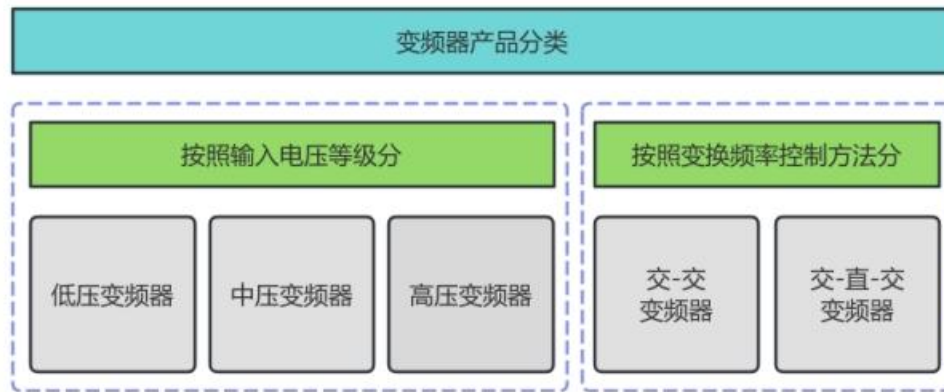 变频器产品分类
按照输入电压等级分
按照变换频率控制方法分
低压变频器
中压变频器
高压变频器
交-交
变频器
交-直-交
变频器